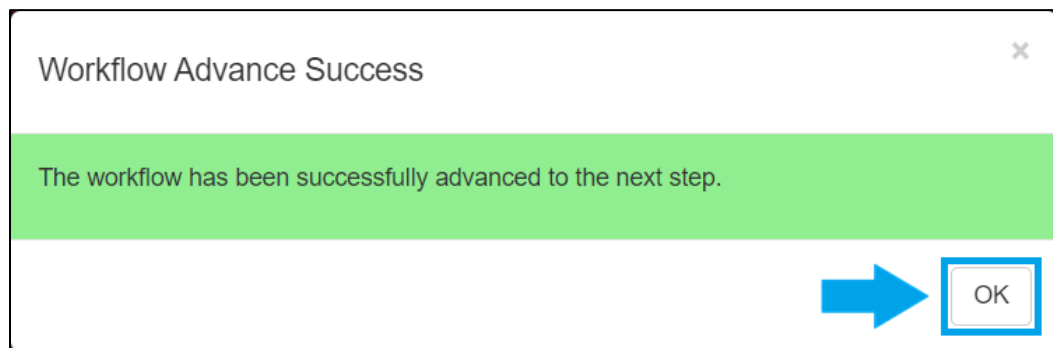 Workflow Advance Success
×
The workflow has been successfully advanced to the next step.
OK